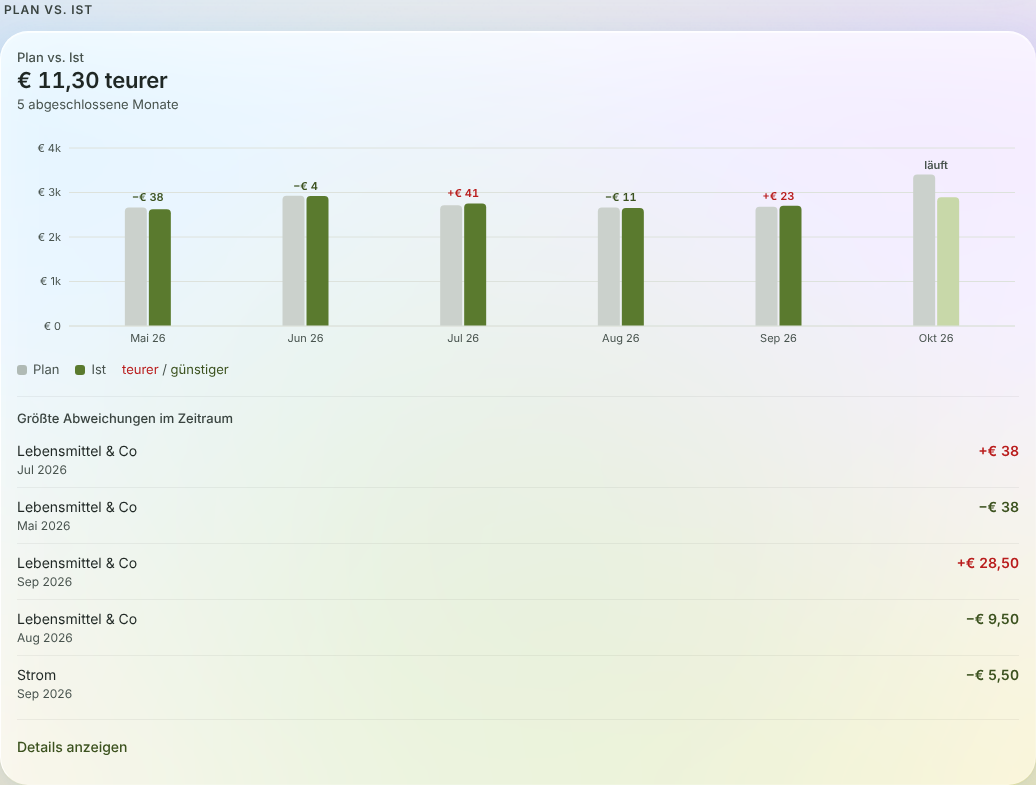 PLAN VS. IST
Plan vs. Ist
€ 11,30 teurer
5 abgeschlossene Monate
€ 4k
€ 3k
€ 2k
€ 1k
€ 0
−€ 38
−€ 4
+€ 41
−€ 11
+€ 23
läuft
Mai 26
Jun 26
Jul 26
Aug 26
Sep 26
Okt 26
Plan Ist teurer / günstiger
Größte Abweichungen im Zeitraum
Lebensmittel & Co +€ 38
Jul 2026
Lebensmittel & Co −€ 38
Mai 2026
Lebensmittel & Co +€ 28,50
Sep 2026
Lebensmittel & Co −€ 9,50
Aug 2026
Strom −€ 5,50
Sep 2026
Details anzeigen